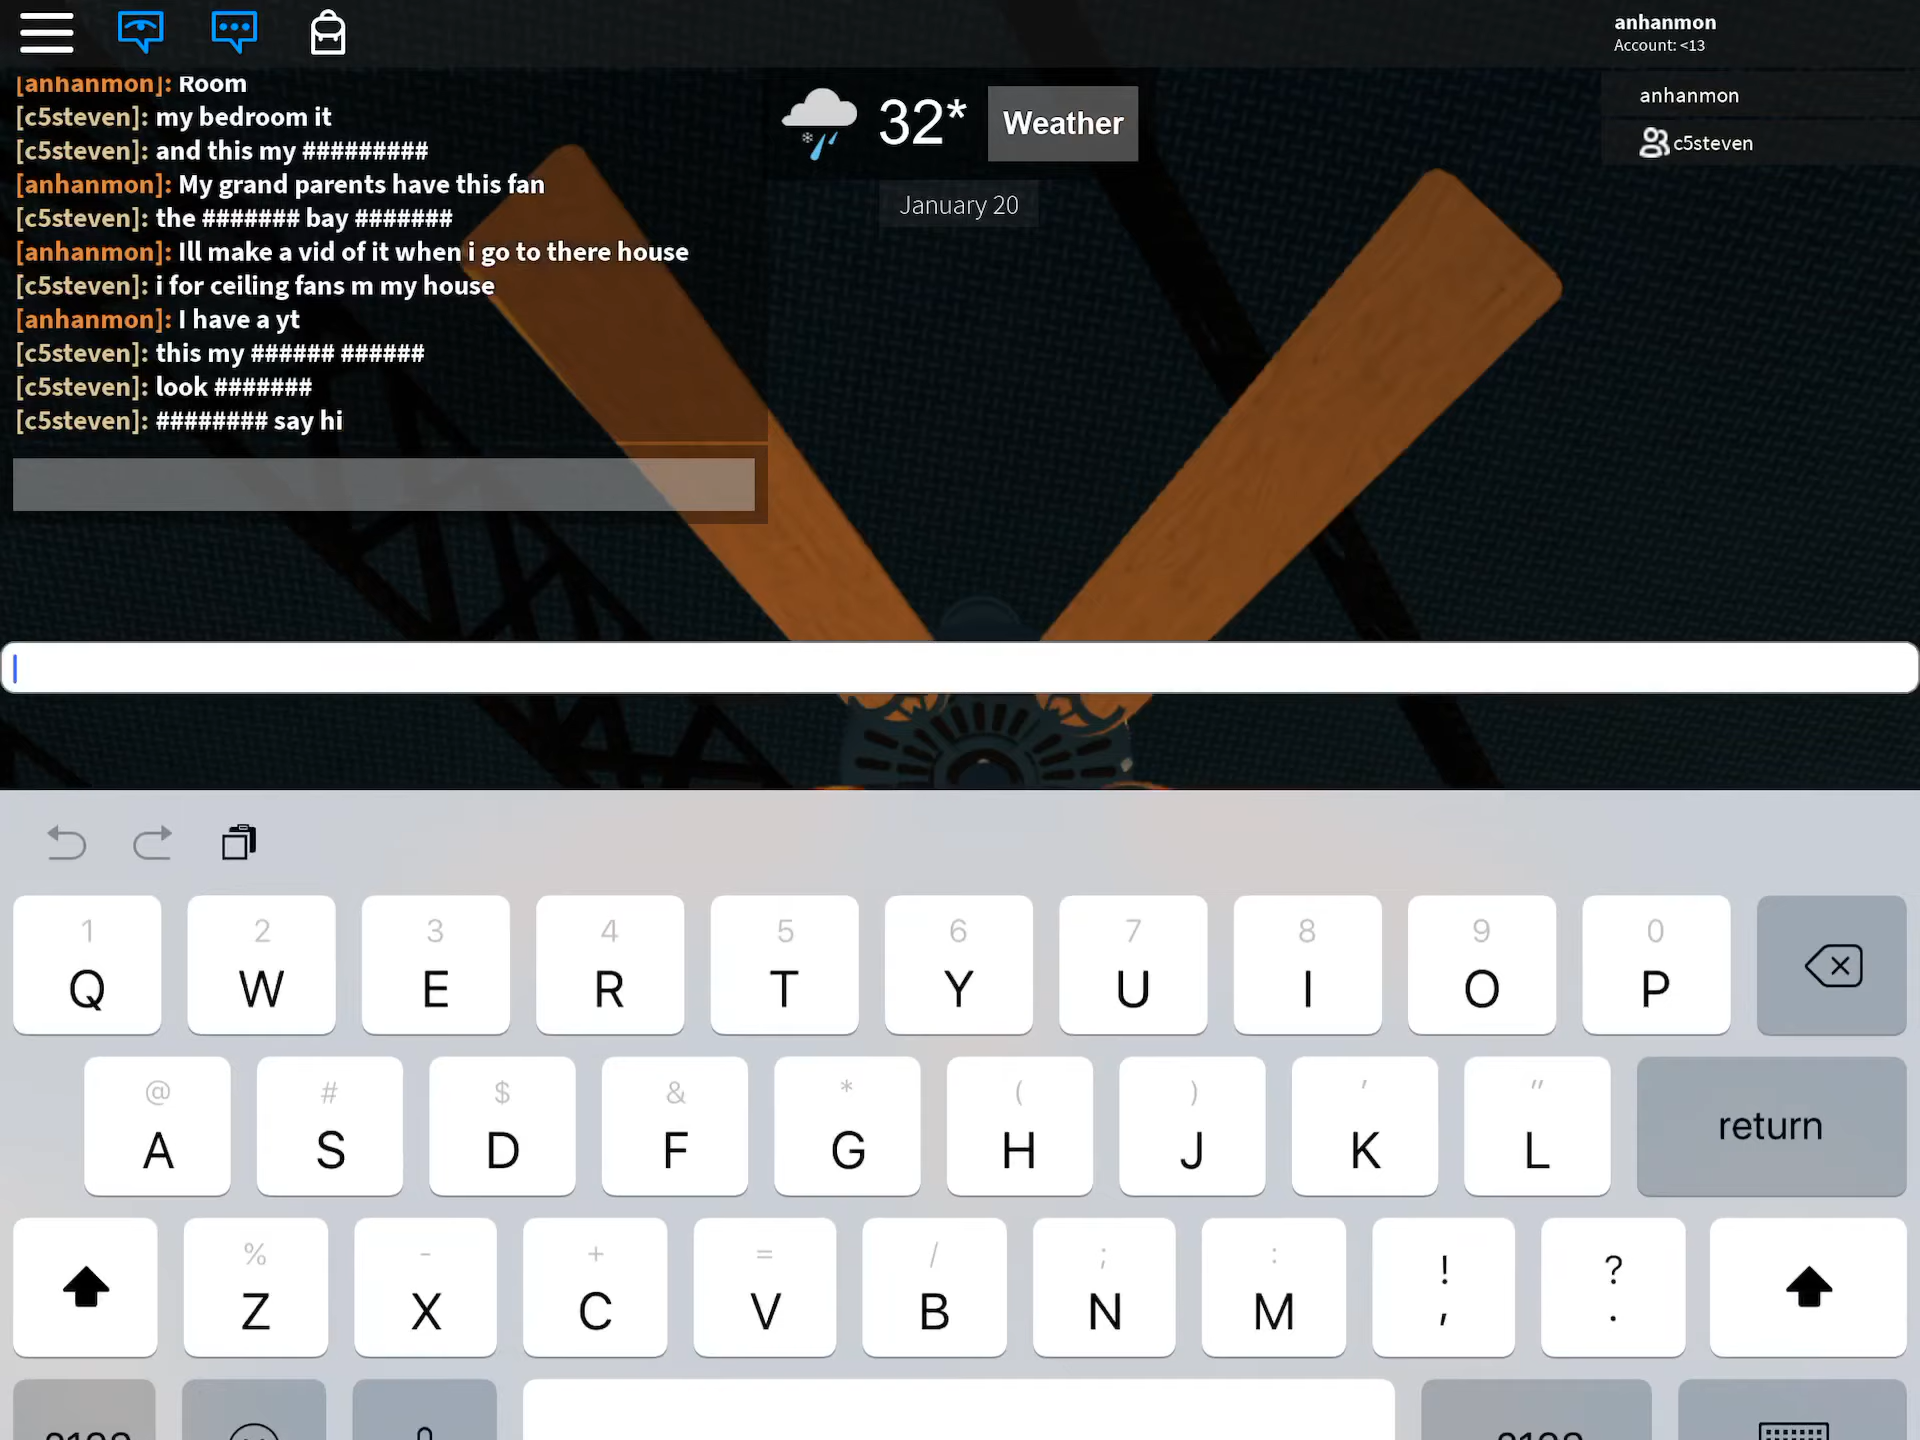 anhanmon
Account: <13
[anhanmon]: Room
[c5steven]: my bedroom it
[c5steven]: and this my #########
[anhanmon]: My grand parents have this fan
[c5steven]: the ####### bay #######
[anhanmon]: Ill make a vid of it when i go to there house
[c5steven]: i for ceiling fans m my house
[anhanmon]: I have a yt
[c5steven]: this my ###### ######
[c5steven]: look #######
[c5steven]: ######## say hi
32*
Weather
January 20
anhanmon
c5steven
1 2 3 4 5 6 7 8 9 0
Q W E R T Y U I O P
@ # $ & * ( ) ' "
A S D F G H J K L return
% - + = / ; : ! ?
Z X C V B N M , .